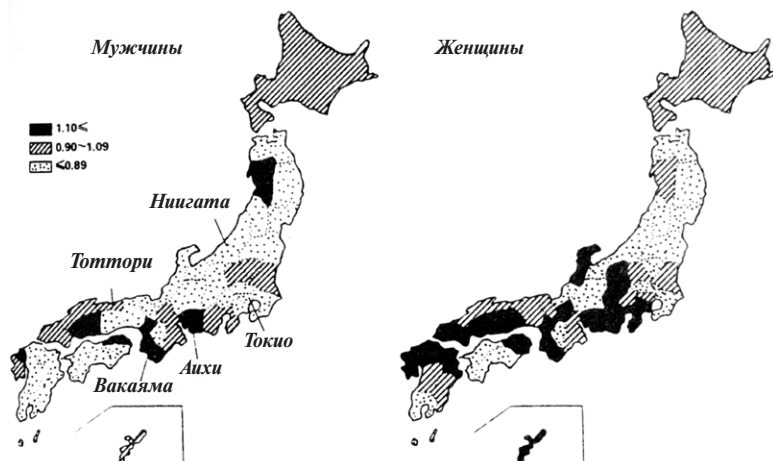 Мужчины
Женщины
1.10≤
0.90~1.09
≤0.89
Ниигата
Тоттори
Токио
Аихи
Вакаяма